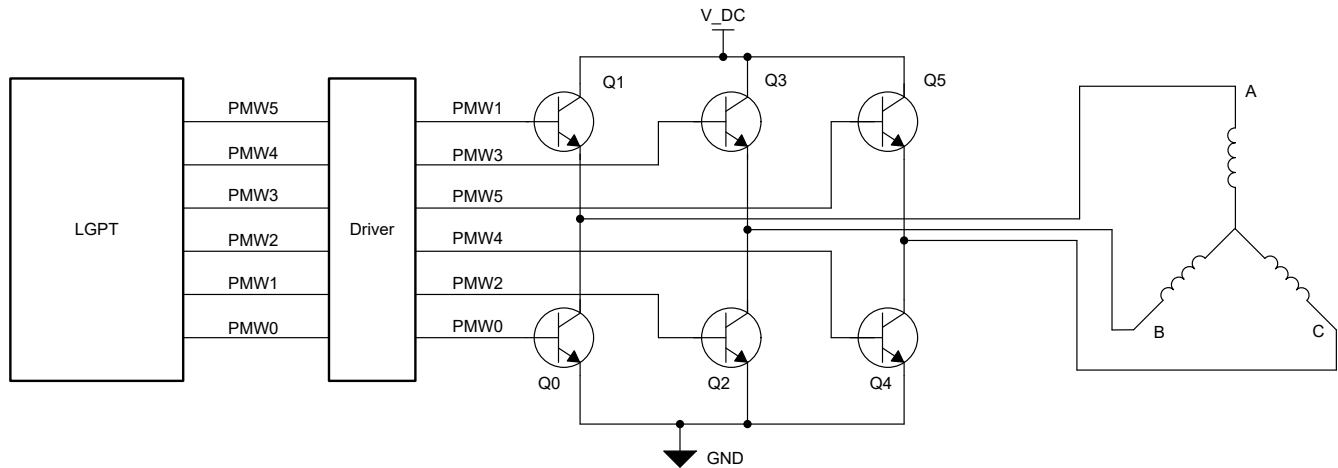 V_DC
Q1
Q3
Q5
A
PMW5
PMW1
PMW4
PMW3
PMW3
PMW5
LGPT
Driver
PMW2
PMW4
PMW1
PMW2
PMW0
PMW0
B
C
Q0
Q2
Q4
GND